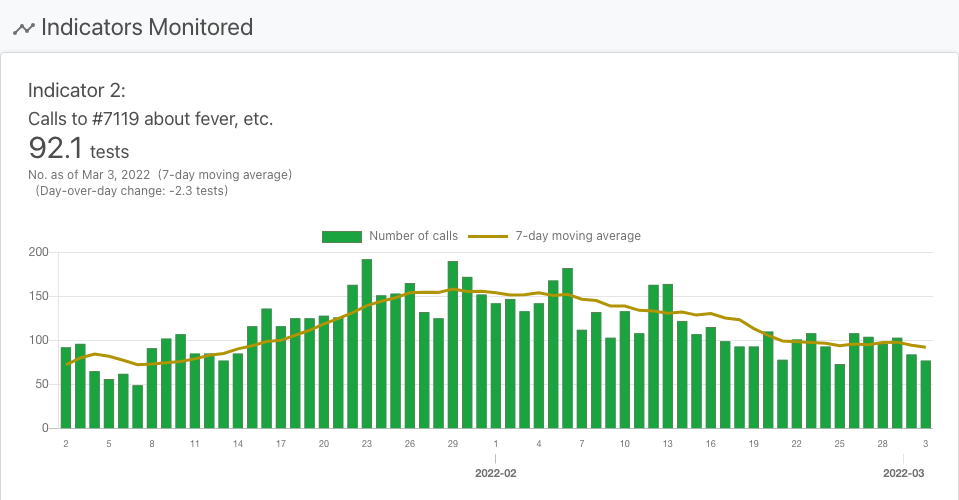 Indicators Monitored
Indicator 2:
Calls to #7119 about fever, etc.
92.1 tests
No. as of Mar 3, 2022 (7-day moving average)
(Day-over-day change: -2.3 tests)
Number of calls 7-day moving average
200
150
100
50
0
2 5 8 11 14 17 20 23 26 29 1 4 7 10 13 16 19 22 25 28 3
2022-02 2022-03